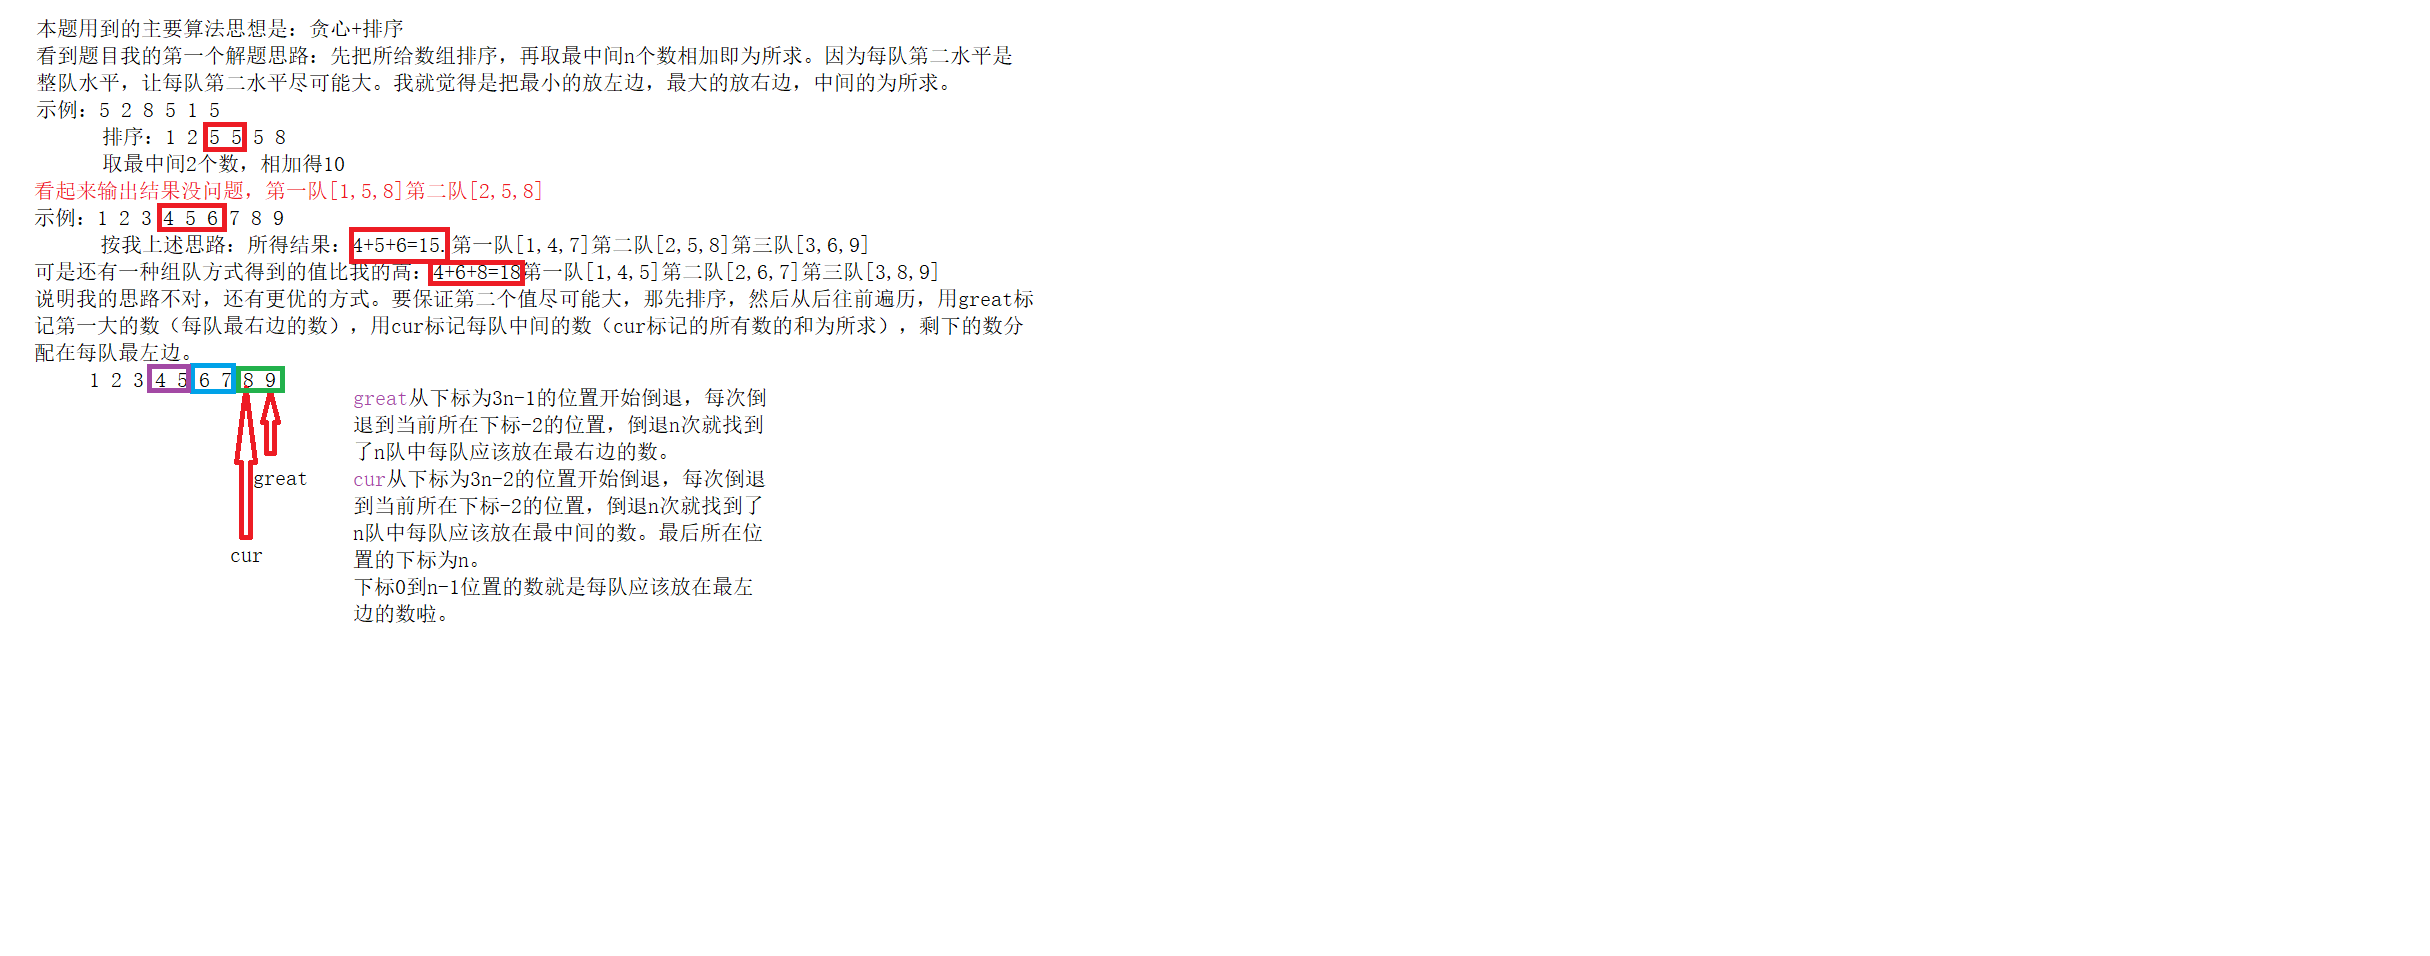 本题用到的主要算法思想是：贪心+排序
看到题目我的第一个解题思路：先把所给数组排序，再取最中间n个数相加即为所求。因为每队第二水平是
整队水平，让每队第二水平尽可能大。我就觉得是把最小的放左边，最大的放右边，中间的为所求。
示例：5 2 8 5 1 5
排序：1 2 5 5 5 8
取最中间2个数，相加得10
看起来输出结果没问题，第一队[1,5,8]第二队[2,5,8]
示例：1 2 3 4 5 6 7 8 9
按我上述思路：所得结果：4+5+6=15.第一队[1,4,7]第二队[2,5,8]第三队[3,6,9]
可是还有一种组队方式得到的值比我的高：4+6+8=18第一队[1,4,5]第二队[2,6,7]第三队[3,8,9]
说明我的思路不对，还有更优的方式。要保证第二个值尽可能大，那先排序，然后从后往前遍历，用great标
记第一大的数（每队最右边的数），用cur标记每队中间的数（cur标记的所有数的和为所求），剩下的数分
配在每队最左边。
1 2 3 4 5 6 7 8 9
great从下标为3n-1的位置开始倒退，每次倒
退到当前所在下标-2的位置，倒退n次就找到
了n队中每队应该放在最右边的数。
cur从下标为3n-2的位置开始倒退，每次倒退
到当前所在下标-2的位置，倒退n次就找到了
n队中每队应该放在最中间的数。最后所在位
置的下标为n。
下标0到n-1位置的数就是每队应该放在最左
边的数啦。
great
cur